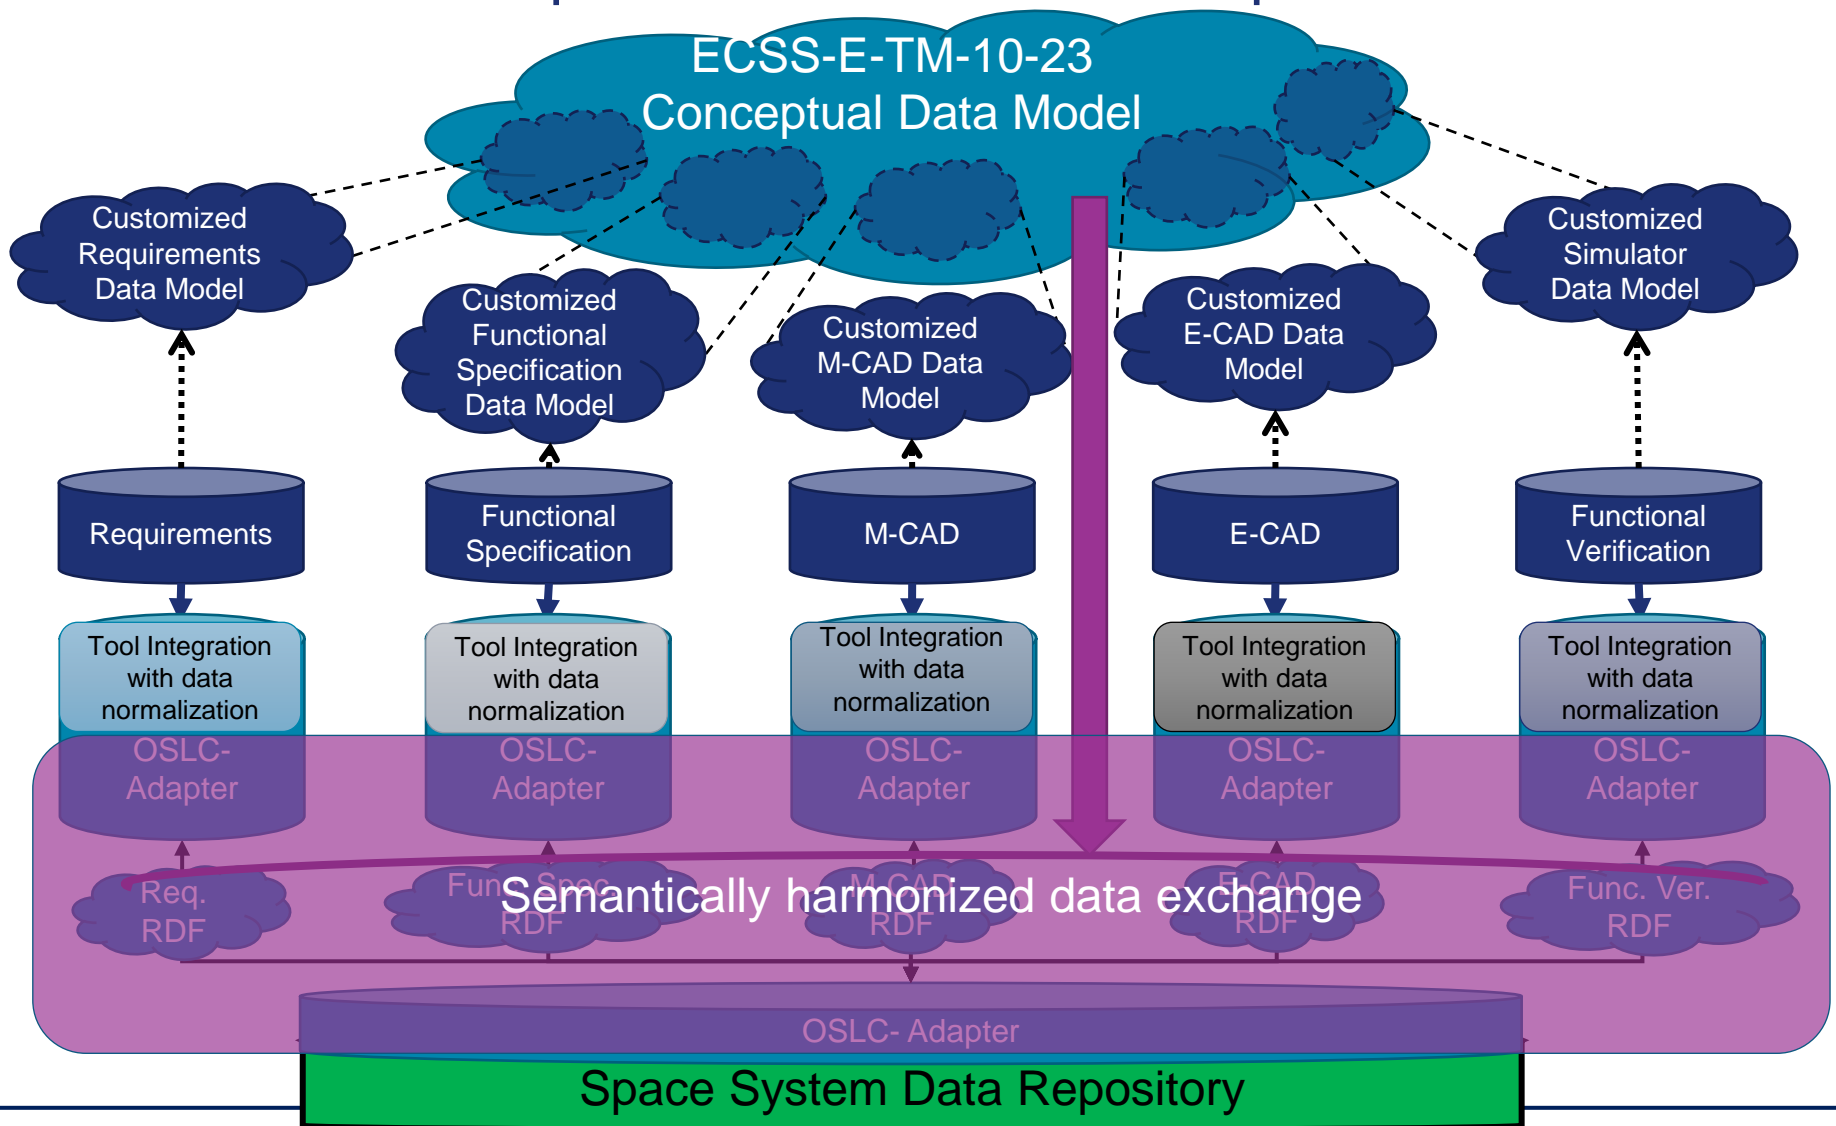 ECSS-E-TM-10-23
Conceptual Data Model
Customized
Requirements
Data Model
Customized
Functional
Specification
Data Model
Customized
M-CAD Data
Model
Customized
E-CAD Data
Model
Customized
Simulator
Data Model
Requirements
Functional
Specification
M-CAD
E-CAD
Functional
Verification
Tool Integration
with data
normalization
Tool Integration
with data
normalization
Tool Integration
with data
normalization
Tool Integration
with data
normalization
Tool Integration
with data
normalization
OSLC-
Adapter
OSLC-
Adapter
OSLC-
Adapter
OSLC-
Adapter
OSLC-
Adapter
Req.
RDF
Func. Spec.
RDF
M-CAD
RDF
E-CAD
RDF
Func. Ver.
RDF
Semantically harmonized data exchange
OSLC- Adapter
Space System Data Repository